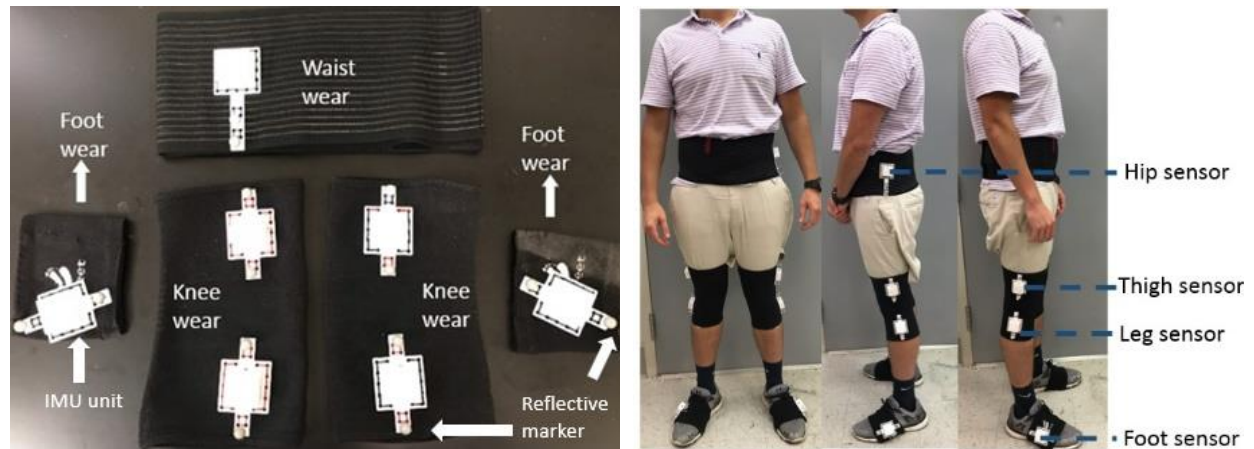 Waist
wear
Foot
wear
Foot
wear
Knee
wear
Knee
wear
IMU unit
Reflective
marker
Hip sensor
Thigh sensor
Leg sensor
Foot sensor